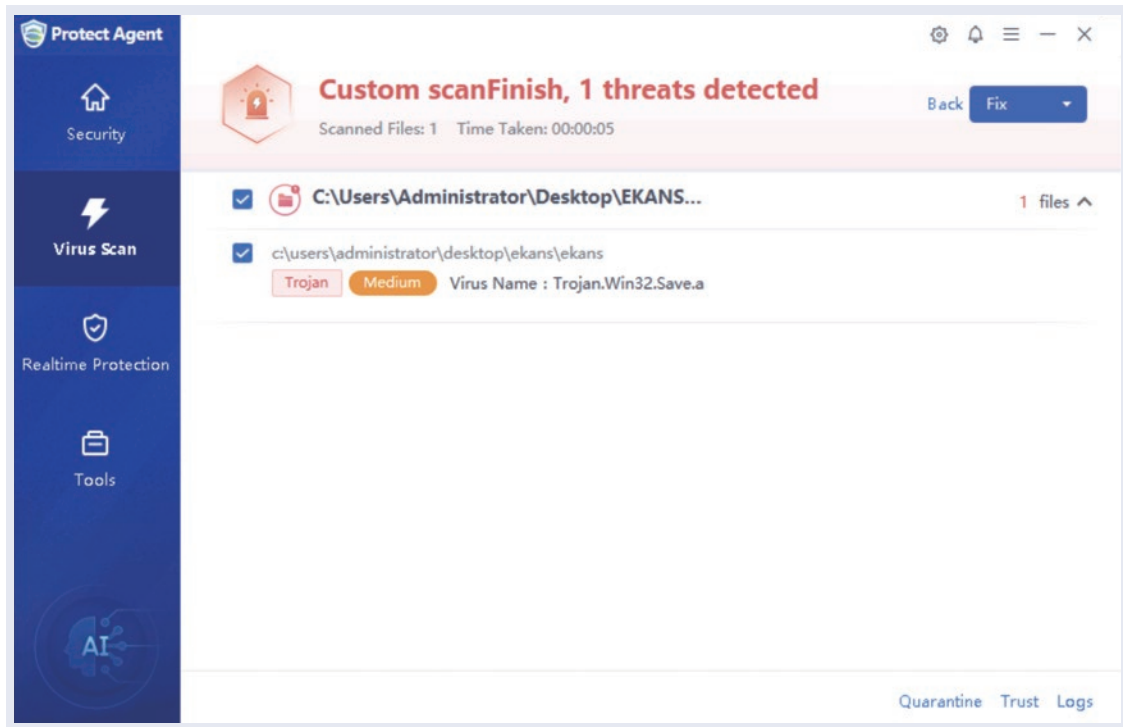 Protect Agent
Security
Virus Scan
Realtime Protection
Tools
AI
Custom scanFinish, 1 threats detected
Scanned Files: 1 Time Taken: 00:00:05
Back Fix
C:\Users\Administrator\Desktop\EKANS...
1 files
c:\users\administrator\desktop\ekans\ekans
Trojan Medium Virus Name : Trojan.Win32.Save.a
Quarantine Trust Logs